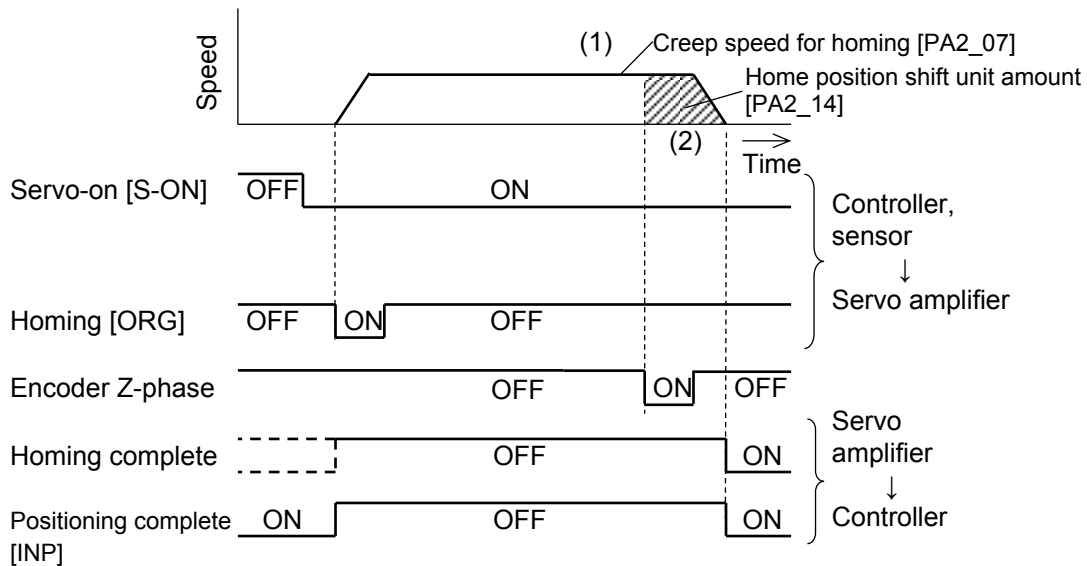 Speed
(1)
Creep speed for homing [PA2_07]
Home position shift unit amount
[PA2_14]
(2)
Time
Servo-on [S-ON]
OFF
ON
Controller,
sensor
↓
Servo amplifier
Homing [ORG]
OFF
ON
OFF
Encoder Z-phase
OFF
ON
OFF
Homing complete
OFF
ON
Servo
amplifier
↓
Controller
Positioning complete
[INP]
ON
OFF
ON